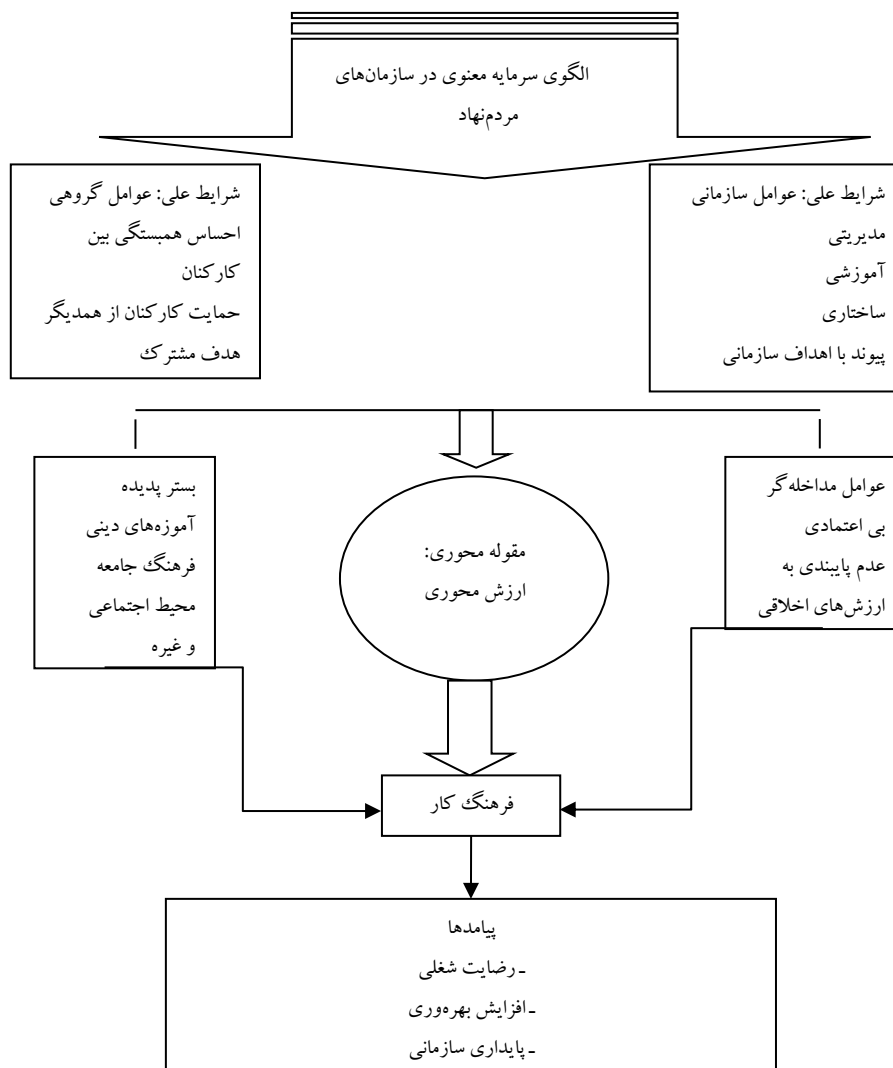 الگوی سرمایه معنوی در سازمان‌های
مردم‌نهاد
شرایط علی: عوامل سازمانی
مدیریتی
آموزشی
ساختاری
پیوند با اهداف سازمانی
شرایط علی: عوامل گروهی
احساس همبستگی بین
کارکنان
حمایت کارکنان از همدیگر
هدف مشترک
عوامل مداخله‌گر
بی اعتمادی
عدم پایبندی به
ارزش‌های اخلاقی
مقوله محوری:
ارزش محوری
بستر پدیده
آموزه‌های دینی
فرهنگ جامعه
محیط اجتماعی
و غیره
فرهنگ کار
پیامدها
ـ رضایت شغلی
ـ افزایش بهره‌وری
ـ پایداری سازمانی